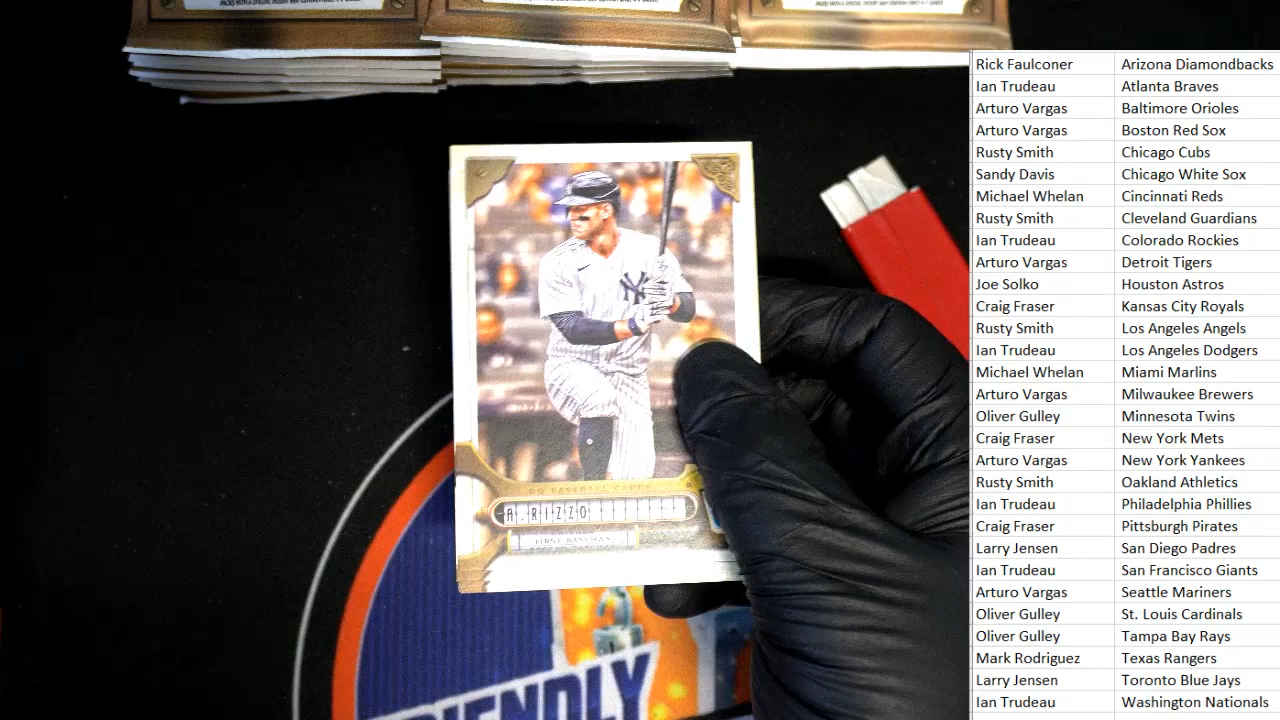 Rick Faulconer Arizona Diamondbacks
Ian Trudeau Atlanta Braves
Arturo Vargas Baltimore Orioles
Arturo Vargas Boston Red Sox
Rusty Smith Chicago Cubs
Sandy Davis Chicago White Sox
Michael Whelan Cincinnati Reds
Rusty Smith Cleveland Guardians
Ian Trudeau Colorado Rockies
Arturo Vargas Detroit Tigers
Joe Solko Houston Astros
Craig Fraser Kansas City Royals
Rusty Smith Los Angeles Angels
Ian Trudeau Los Angeles Dodgers
Michael Whelan Miami Marlins
Arturo Vargas Milwaukee Brewers
Oliver Gulley Minnesota Twins
Craig Fraser New York Mets
Arturo Vargas New York Yankees
Rusty Smith Oakland Athletics
Ian Trudeau Philadelphia Phillies
Craig Fraser Pittsburgh Pirates
Larry Jensen San Diego Padres
Ian Trudeau San Francisco Giants
Arturo Vargas Seattle Mariners
Oliver Gulley St. Louis Cardinals
Oliver Gulley Tampa Bay Rays
Mark Rodriguez Texas Rangers
Larry Jensen Toronto Blue Jays
Ian Trudeau Washington Nationals
NY
GQ BASEBALL CARDS
A. RIZZO
FIRST BASEMAN
RIENDLY